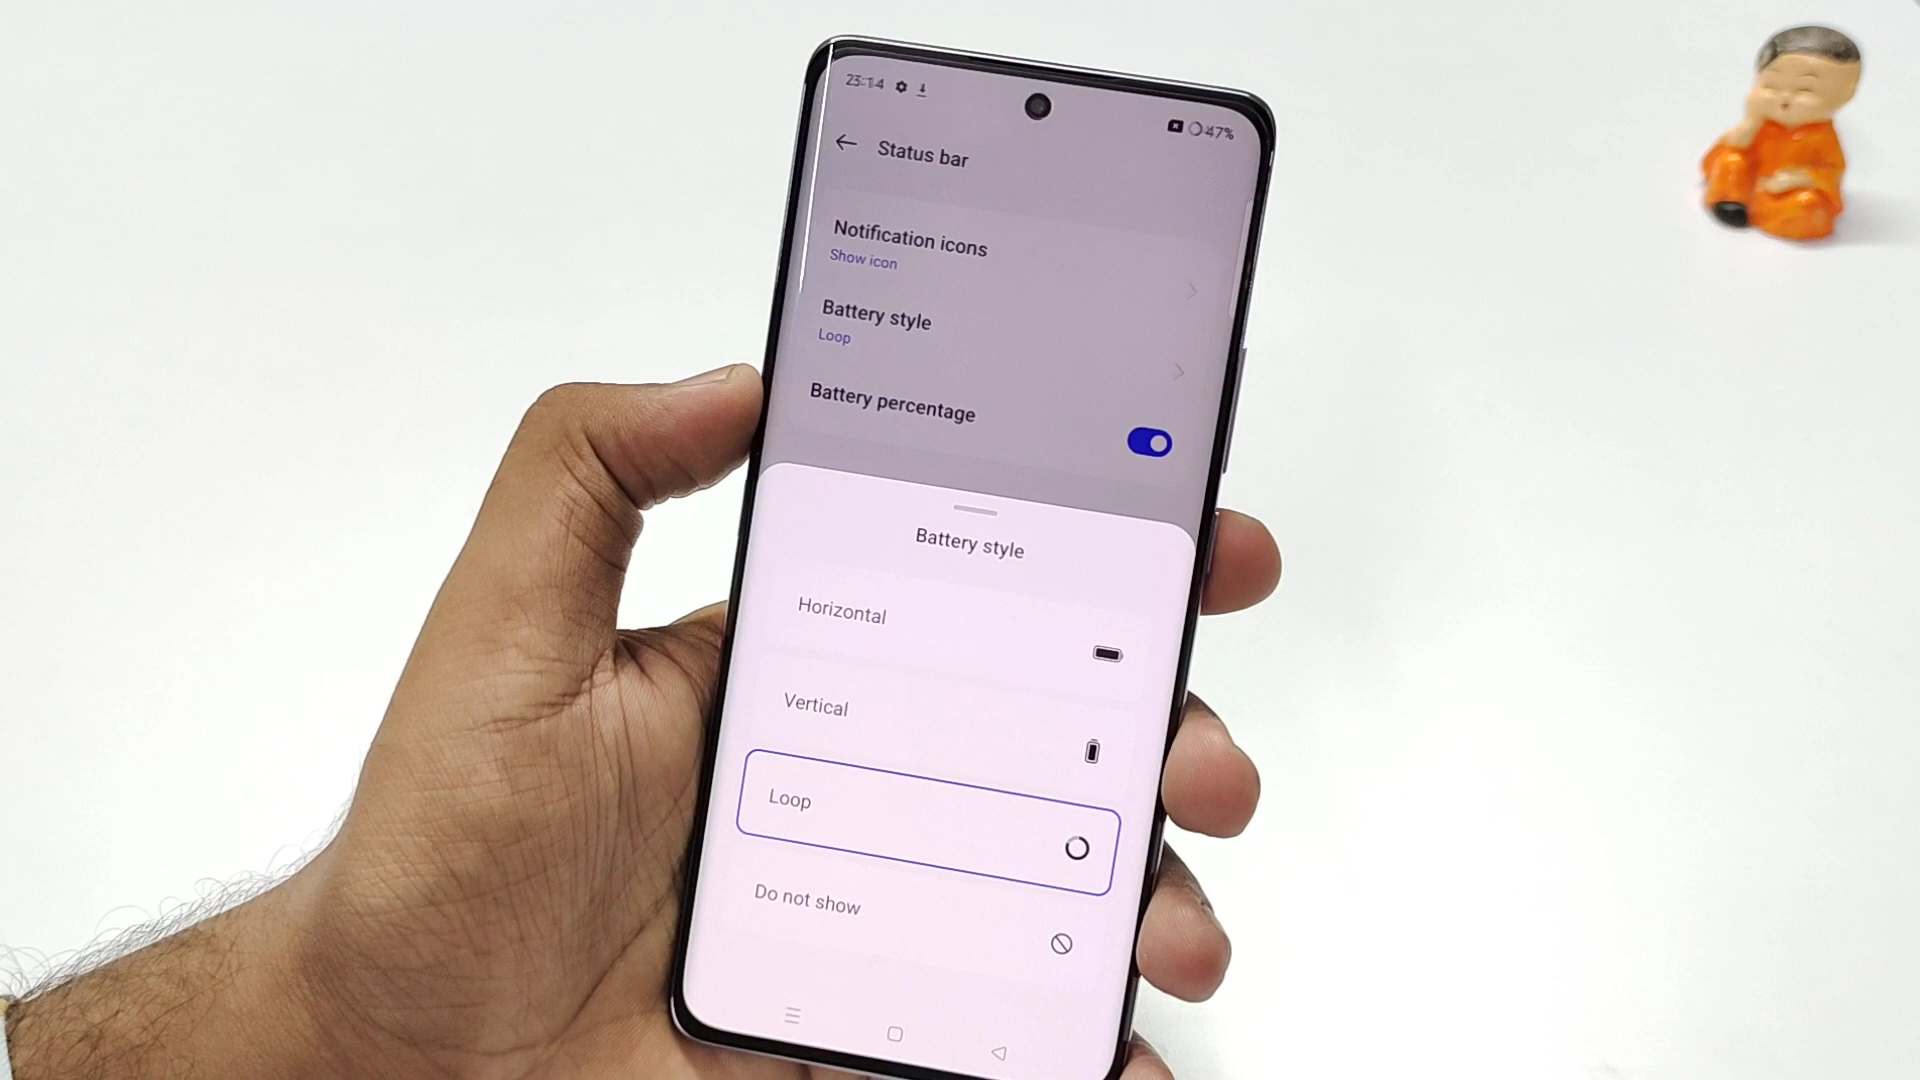 23:14 47%
Status bar
Notification icons
Show icon
Battery style
Loop
Battery percentage
Battery style
Horizontal
Vertical
Loop
Do not show